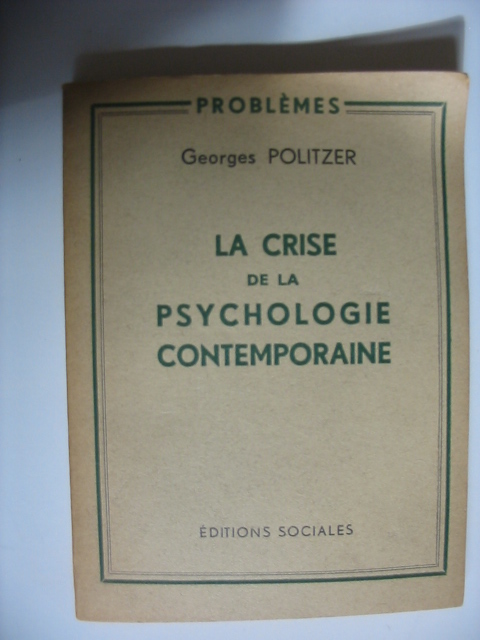 PROBLÈMES
Georges POLITZER
LA CRISE
DE LA
PSYCHOLOGIE
CONTEMPORAINE
ÉDITIONS SOCIALES